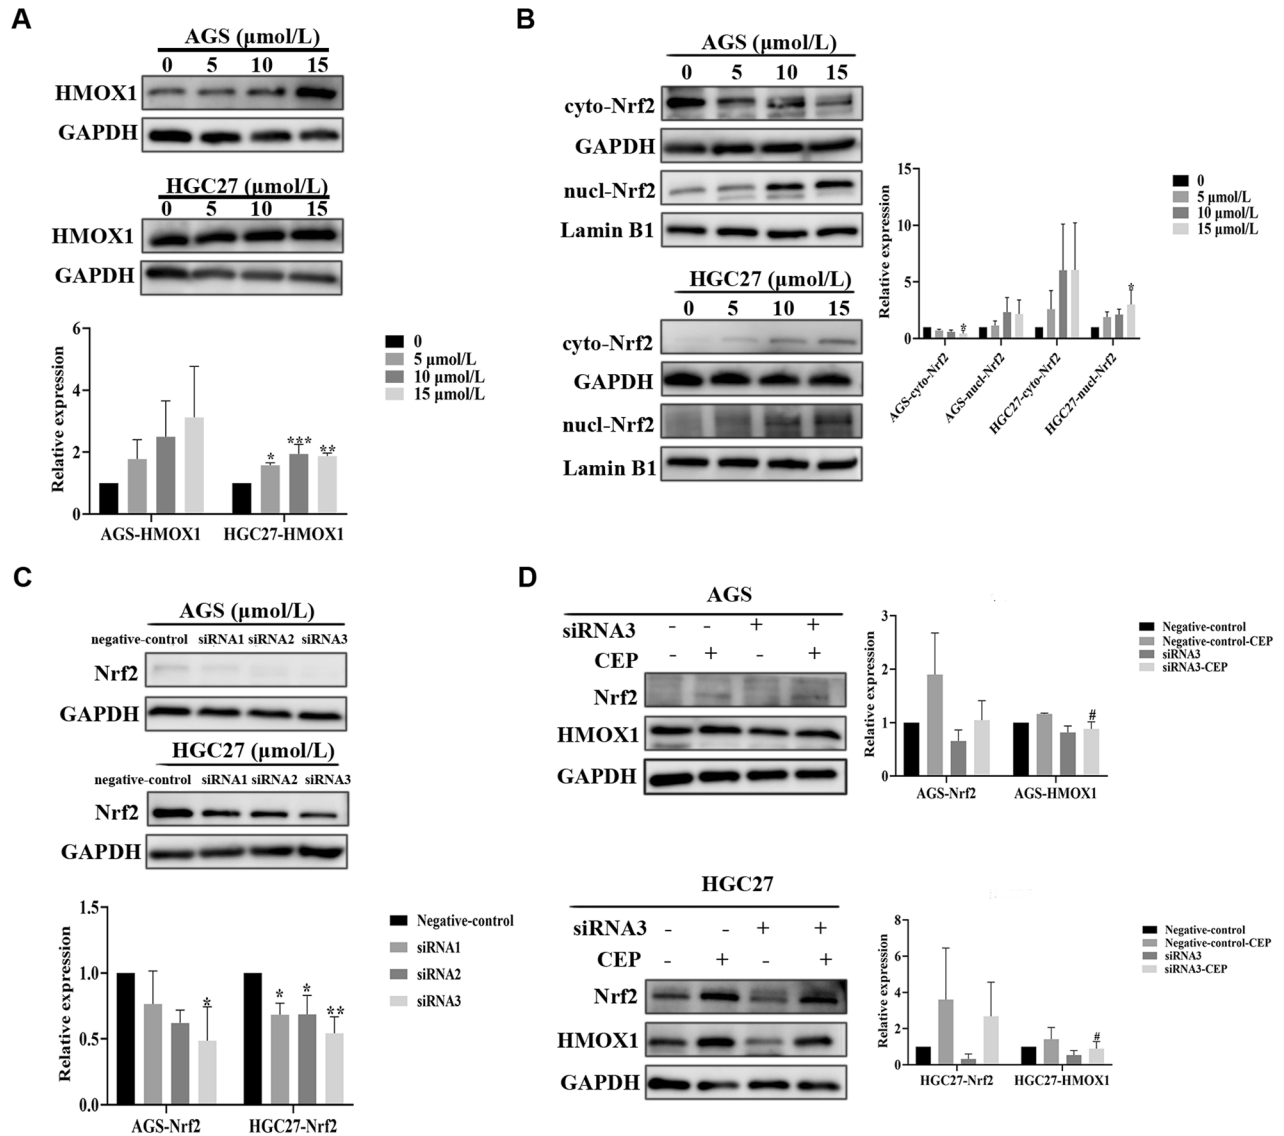 A
AGS (μmol/L)
0 5 10 15
HMOX1
GAPDH
HGC27 (μmol/L)
0 5 10 15
HMOX1
GAPDH
Relative expression
6
4
2
0
* *** **
AGS-HMOX1 HGC27-HMOX1
0
5 μmol/L
10 μmol/L
15 μmol/L
B
AGS (μmol/L)
0 5 10 15
cyto-Nrf2
GAPDH
nucl-Nrf2
Lamin B1
HGC27 (μmol/L)
0 5 10 15
cyto-Nrf2
GAPDH
nucl-Nrf2
Lamin B1
Relative expression
15
10
5
0
* *
AGS-cyto-Nrf2
AGS-nucl-Nrf2
HGC27-cyto-Nrf2
HGC27-nucl-Nrf2
0
5 μmol/L
10 μmol/L
15 μmol/L
C
AGS (μmol/L)
negative-control siRNA1 siRNA2 siRNA3
Nrf2
GAPDH
HGC27 (μmol/L)
negative-control siRNA1 siRNA2 siRNA3
Nrf2
GAPDH
Relative expression
1.5
1.0
0.5
0.0
* * * **
AGS-Nrf2 HGC27-Nrf2
Negative-control
siRNA1
siRNA2
siRNA3
D
AGS
siRNA3 - - + +
CEP - + - +
Nrf2
HMOX1
GAPDH
Relative expression
3
2
1
0
#
AGS-Nrf2 AGS-HMOX1
Negative-control
Negative-control-CEP
siRNA3
siRNA3-CEP
HGC27
siRNA3 - - + +
CEP - + - +
Nrf2
HMOX1
GAPDH
Relative expression
8
6
4
2
0
#
HGC27-Nrf2 HGC27-HMOX1
Negative-control
Negative-control-CEP
siRNA3
siRNA3-CEP